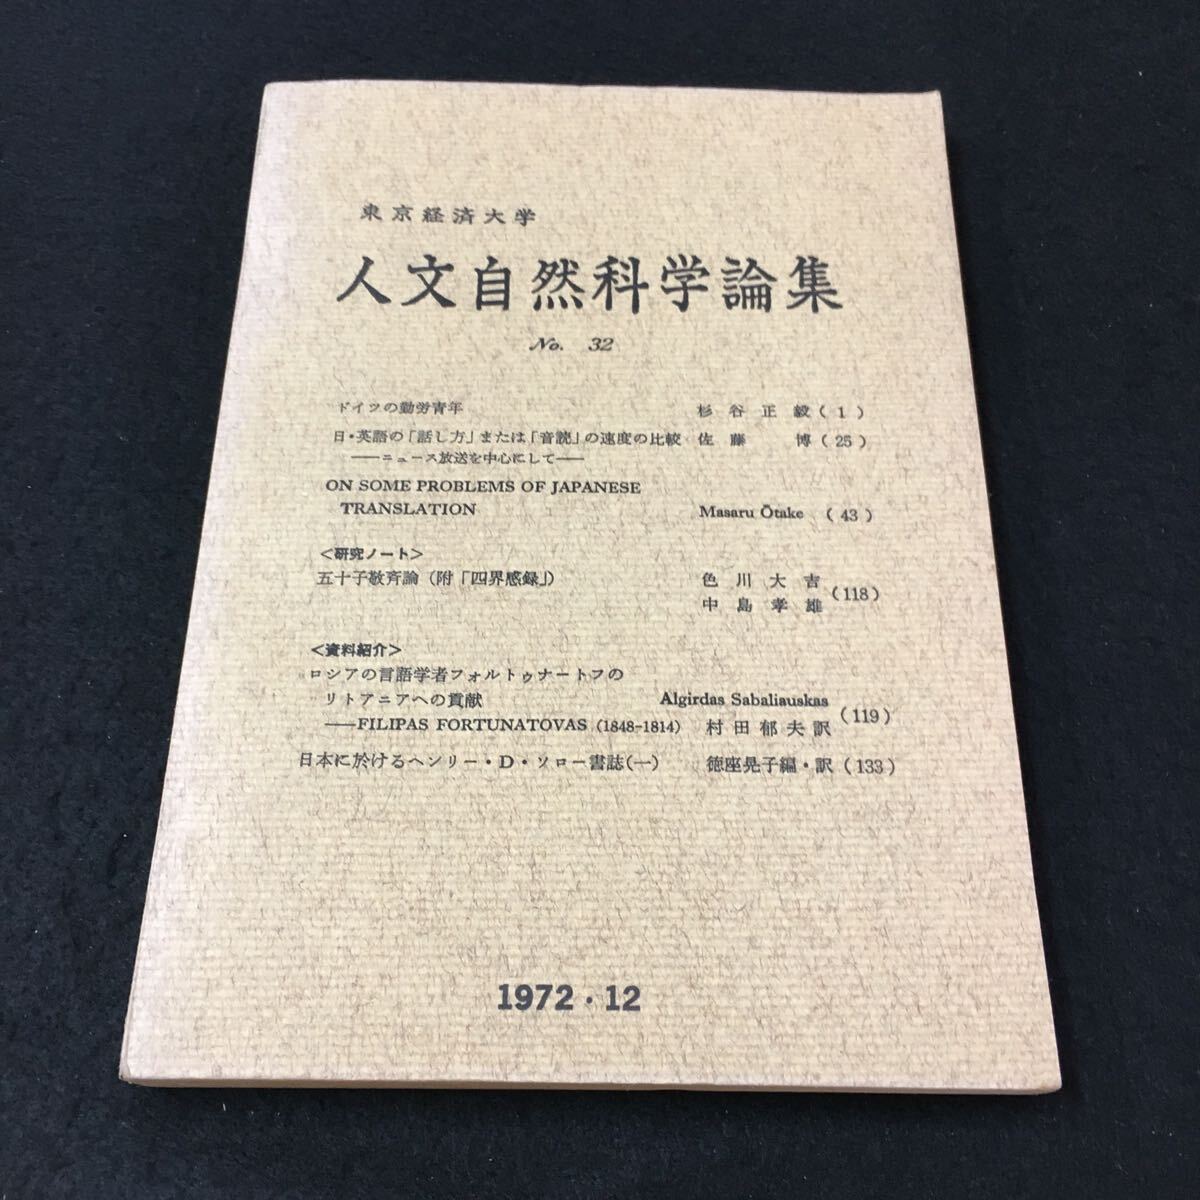 東京経済大学
人文自然科学論集
No. 32
ドイツの勤労青年 杉谷正毅 (1)
日・英語の「話し方」または「音読」の速度の比較 佐藤 博 (25)
——ニュース放送を中心にして——
ON SOME PROBLEMS OF JAPANESE
TRANSLATION Masaru Ōtake (43)
<研究ノート>
五十子敬斉論（附「四界感録」） 色川大吉
中島孝雄 (118)
<資料紹介>
ロシアの言語学者フォルトゥナートフの
リトアニアへの貢献 Algirdas Sabaliauskas
——FILIPAS FORTUNATOVAS (1848-1814) 村田郁夫訳 (119)
日本に於けるヘンリー・D・ソロー書誌(一) 徳座晃子編・訳 (133)
1972・12